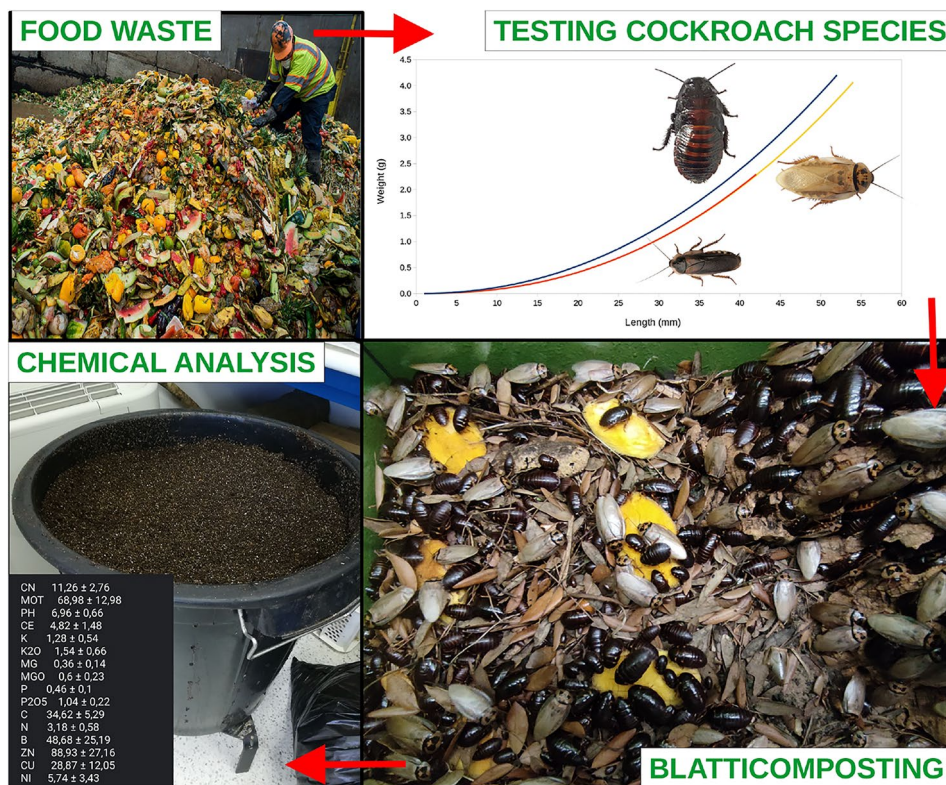 FOOD WASTE
TESTING COCKROACH SPECIES
4.5
4.0
3.5
3.0
2.5
2.0
1.5
1.0
0.5
0.0
Weight (g)
0 5 10 15 20 25 30 35 40 45 50 55 60
Length (mm)
CHEMICAL ANALYSIS
CN 11,26 ± 2,76
MOT 68,98 ± 12,98
PH 6,96 ± 0,66
CE 4,82 ± 1,48
K 1,28 ± 0,54
K2O 1,54 ± 0,66
MG 0,36 ± 0,14
MGO 0,6 ± 0,23
P 0,46 ± 0,1
P2O5 1,04 ± 0,22
C 34,62 ± 5,29
N 3,18 ± 0,58
B 48,68 ± 25,19
ZN 88,93 ± 27,16
CU 28,87 ± 12,05
NI 5,74 ± 3,43
BLATTICOMPOSTING